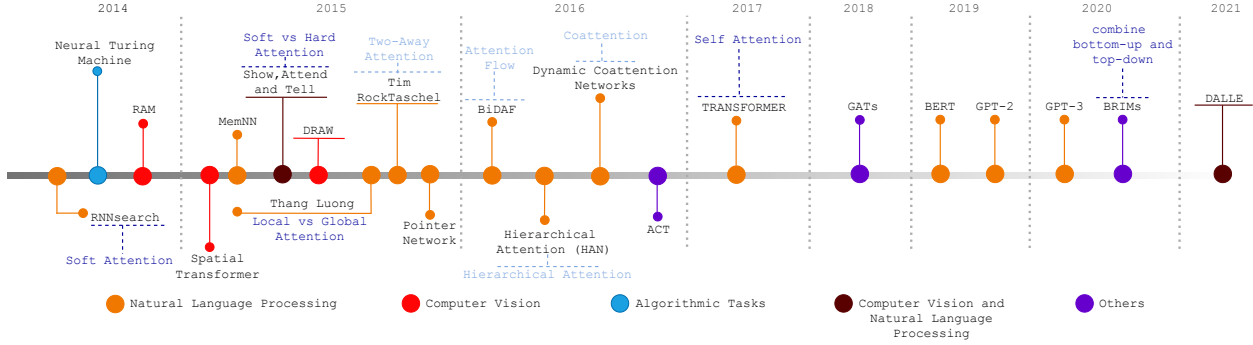 2014
2015
2016
2017
2018
2019
2020
2021
Neural Turing
Machine
RAM
RNNsearch
Soft Attention
Soft vs Hard
Attention
Show,Attend
and Tell
MemNN
DRAW
Two-Away
Attention
Tim
RockTaschel
Thang Luong
Local vs Global
Attention
Spatial
Transformer
Pointer
Network
Attention
Flow
BiDAF
Coattention
Dynamic Coattention
Networks
Hierarchical
Attention (HAN)
Hierarchical Attention
ACT
Self Attention
TRANSFORMER
GATs
BERT
GPT-2
GPT-3
combine
bottom-up and
top-down
BRIMs
DALLE
Natural Language Processing
Computer Vision
Algorithmic Tasks
Computer Vision and
Natural Language
Processing
Others